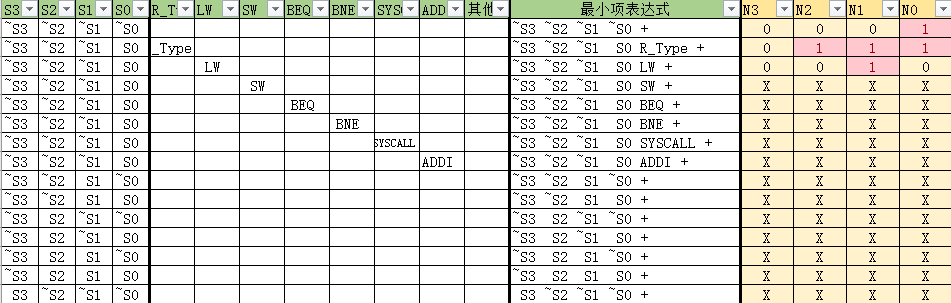 S3 S2 S1 S0 R_T LW SW BEQ BNE SYSC ADD 其他 最小项表达式 N3 N2 N1 N0
~S3 ~S2 ~S1 ~S0 ~S3 ~S2 ~S1 ~S0 + 0 0 0 1
~S3 ~S2 ~S1 S0 _Type ~S3 ~S2 ~S1 S0 R_Type + 0 1 1 1
~S3 ~S2 ~S1 S0 LW ~S3 ~S2 ~S1 S0 LW + 0 0 1 0
~S3 ~S2 ~S1 S0 SW ~S3 ~S2 ~S1 S0 SW + X X X X
~S3 ~S2 ~S1 S0 BEQ ~S3 ~S2 ~S1 S0 BEQ + X X X X
~S3 ~S2 ~S1 S0 BNE ~S3 ~S2 ~S1 S0 BNE + X X X X
~S3 ~S2 ~S1 S0 SYSCALL ~S3 ~S2 ~S1 S0 SYSCALL + X X X X
~S3 ~S2 ~S1 S0 ADDI ~S3 ~S2 ~S1 S0 ADDI + X X X X
~S3 ~S2 S1 ~S0 ~S3 ~S2 S1 ~S0 + X X X X
~S3 ~S2 S1 S0 ~S3 ~S2 S1 S0 + X X X X
~S3 S2 ~S1 ~S0 ~S3 S2 ~S1 ~S0 + X X X X
~S3 S2 ~S1 S0 ~S3 S2 ~S1 S0 + X X X X
~S3 S2 S1 ~S0 ~S3 S2 S1 ~S0 + X X X X
~S3 S2 S1 S0 ~S3 S2 S1 S0 + X X X X
S3 ~S2 ~S1 ~S0 S3 ~S2 ~S1 ~S0 + X X X X